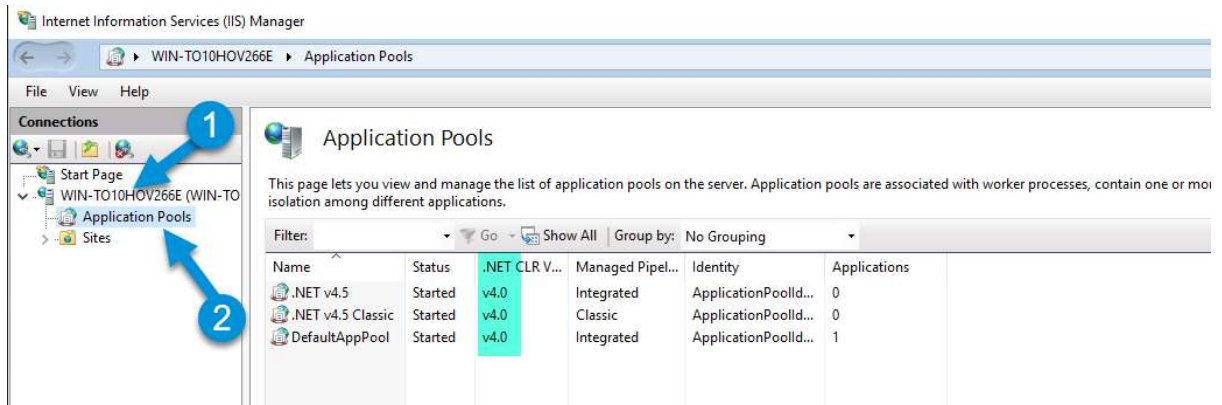 Internet Information Services (IIS) Manager
WIN-TO10HOV266E Application Pools
File View Help
Connections
1
Start Page
WIN-TO10HOV266E (WIN-TO
Application Pools
Sites
2
Application Pools
This page lets you view and manage the list of application pools on the server. Application pools are associated with worker processes, contain one or mor
isolation among different applications.
Filter: Go Show All Group by: No Grouping
Name Status .NET CLR V... Managed Pipel... Identity Applications
.NET v4.5 Started v4.0 Integrated ApplicationPoolId... 0
.NET v4.5 Classic Started v4.0 Classic ApplicationPoolId... 0
DefaultAppPool Started v4.0 Integrated ApplicationPoolId... 1